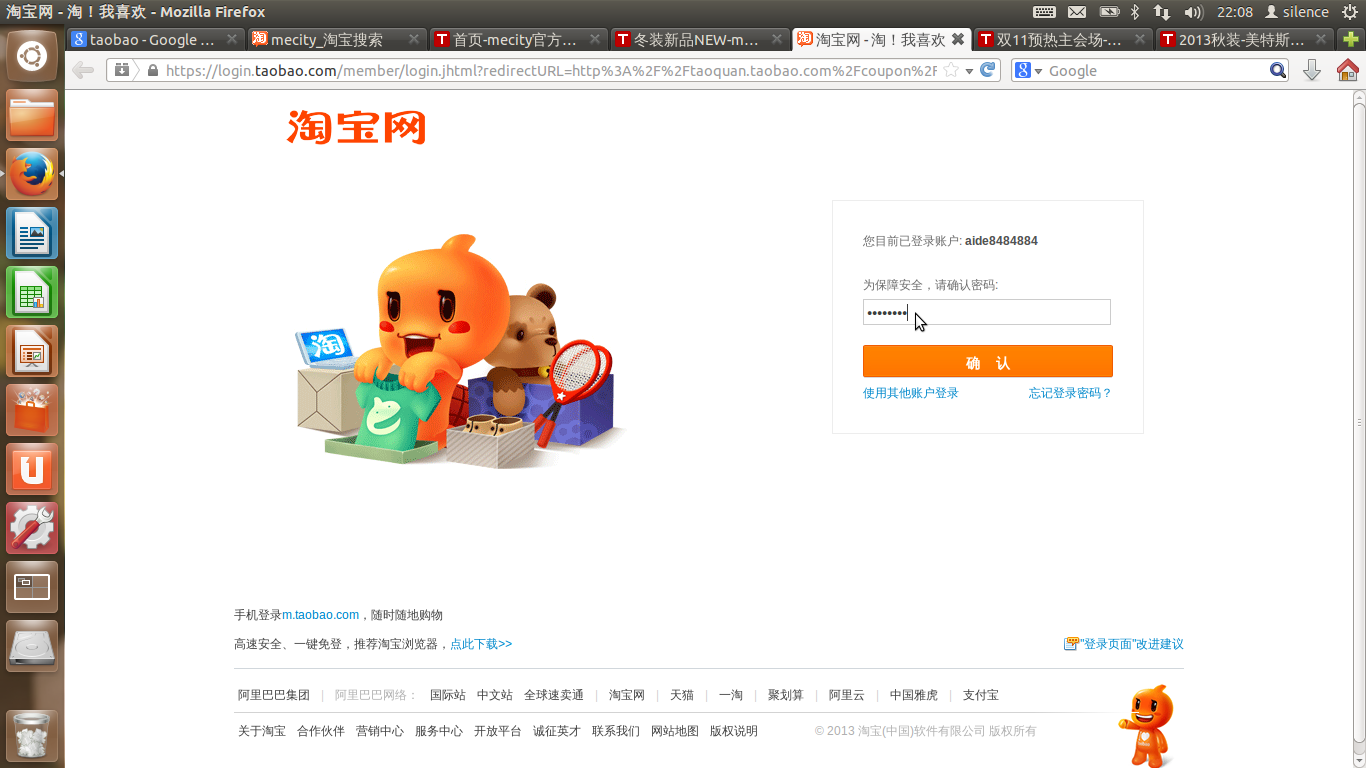 淘宝网 - 淘！我喜欢 - Mozilla Firefox
22:08 silence
taobao - Google ...
mecity_淘宝搜索
首页-mecity官方...
冬装新品NEW-m...
淘宝网 - 淘！我喜欢
双11预热主会场-...
2013秋装-美特斯...
https://login.taobao.com/member/login.jhtml?redirectURL=http%3A%2F%2Ftaoquan.taobao.com%2Fcoupon%2F
Google
淘宝网
您目前已登录账户: aide8484884
为保障安全，请确认密码:
••••••••
确 认
使用其他账户登录 忘记登录密码？
淘
手机登录m.taobao.com，随时随地购物
高速安全、一键免登，推荐淘宝浏览器，点此下载>>
"登录页面"改进建议
阿里巴巴集团 | 阿里巴巴网络： 国际站 中文站 全球速卖通 | 淘宝网 | 天猫 | 一淘 | 聚划算 | 阿里云 | 中国雅虎 | 支付宝
关于淘宝 合作伙伴 营销中心 服务中心 开放平台 诚征英才 联系我们 网站地图 版权说明 © 2013 淘宝(中国)软件有限公司 版权所有